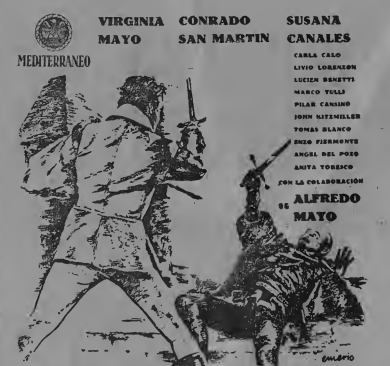 VIRGINIA CONRADO SUSANA
MAYO SAN MARTIN CANALES
MEDITERRANEO
CARLA CALO
LIVIO LORENZON
LUCIEN BENETTI
MARCO TULLI
PILAR CANSINO
JOHN KITZMILLER
TOMAS BLANCO
ENZO FIERMONTE
ANGEL DEL POZO
ANITA TODESCO
CON LA COLABORACIÓN
DE ALFREDO
MAYO